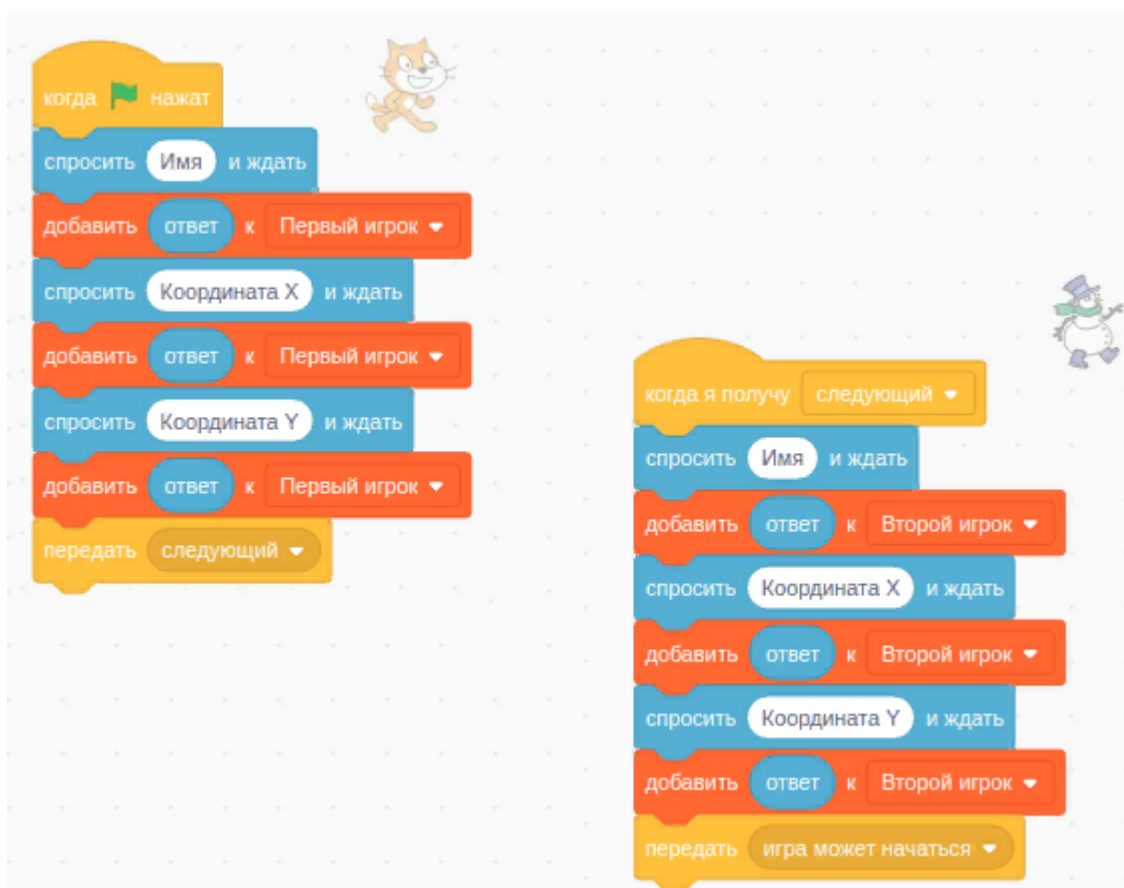 когда нажат
спросить Имя и ждать
добавить ответ к Первый игрок
спросить Координата X и ждать
добавить ответ к Первый игрок
спросить Координата Y и ждать
добавить ответ к Первый игрок
передать следующий
когда я получу следующий
спросить Имя и ждать
добавить ответ к Второй игрок
спросить Координата X и ждать
добавить ответ к Второй игрок
спросить Координата Y и ждать
добавить ответ к Второй игрок
передать игра может начаться